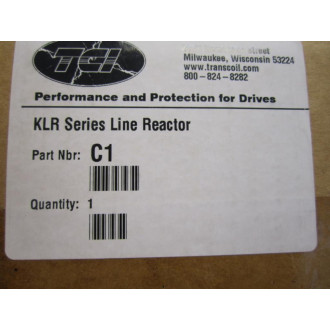 TCI
Street
Milwaukee, Wisconsin 53224
www.transcoil.com
800-824-8282
Performance and Protection for Drives
KLR Series Line Reactor
Part Nbr: C1
Quantity: 1